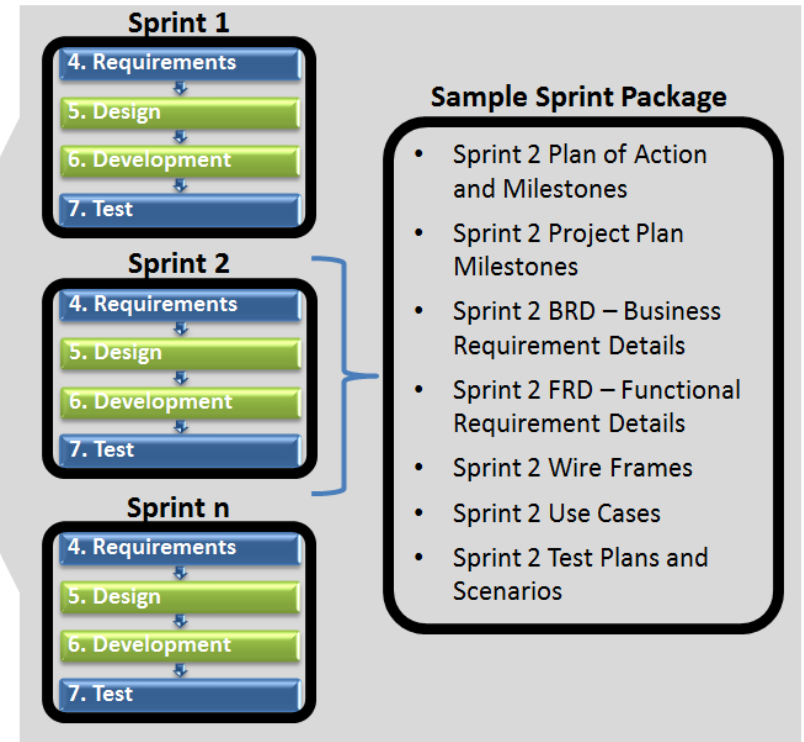 Sprint 1
4. Requirements
5. Design
6. Development
7. Test
Sprint 2
4. Requirements
5. Design
6. Development
7. Test
Sprint n
4. Requirements
5. Design
6. Development
7. Test
Sample Sprint Package
• Sprint 2 Plan of Action
and Milestones
• Sprint 2 Project Plan
Milestones
• Sprint 2 BRD – Business
Requirement Details
• Sprint 2 FRD – Functional
Requirement Details
• Sprint 2 Wire Frames
• Sprint 2 Use Cases
• Sprint 2 Test Plans and
Scenarios